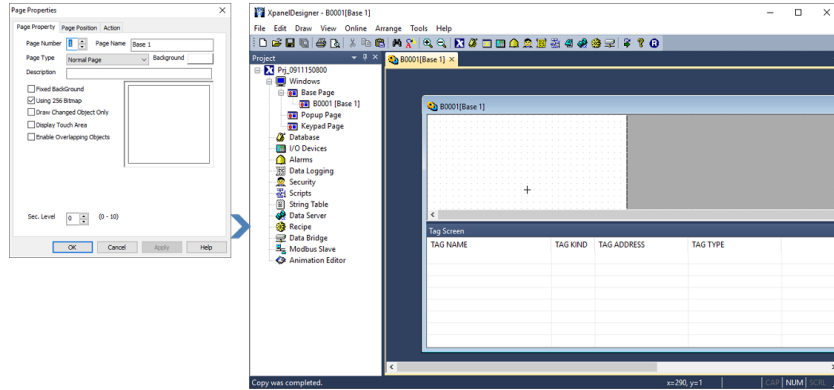 Page Properties
Page Property Page Position Action
Page Number 1 Page Name Base 1
Page Type Normal Page Background
Description
Fixed BackGround
Using 256 Bitmap
Draw Changed Object Only
Display Touch Area
Enable Overlapping Objects
Sec. Level 0 (0 - 10)
OK Cancel Apply Help
XpanelDesigner - B0001[Base 1]
File Edit Draw View Online Arrange Tools Help
Project
Prj_0911150800
Windows
Base Page
B0001 [Base 1]
Popup Page
Keypad Page
Database
I/O Devices
Alarms
Data Logging
Security
Scripts
String Table
Data Server
Recipe
Data Bridge
Modbus Slave
Animation Editor
B0001[Base 1]
B0001[Base 1]
Tag Screen
TAG NAME TAG KIND TAG ADDRESS TAG TYPE
Copy was completed. x=290, y=1 CAP NUM SCRL